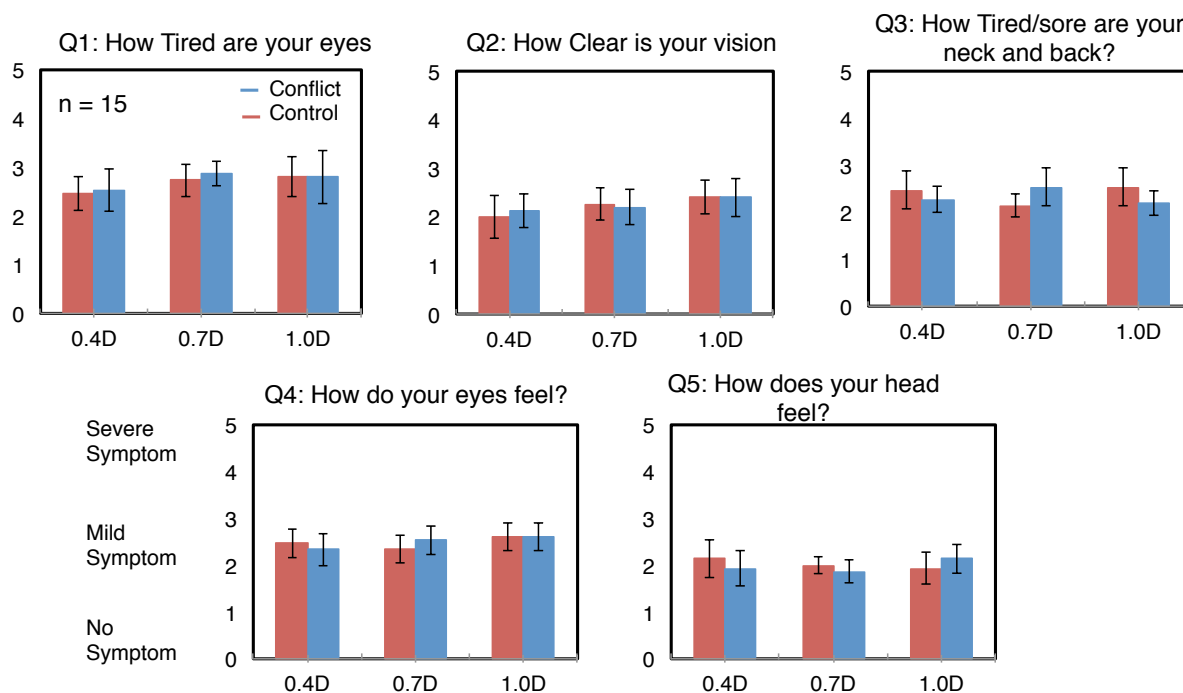 Q1: How Tired are your eyes
Q2: How Clear is your vision
Q3: How Tired/sore are your
neck and back?
5
4
3
2
1
0
n = 15
Conflict
Control
0.4D
0.7D
1.0D
5
4
3
2
1
0
0.4D
0.7D
1.0D
5
4
3
2
1
0
0.4D
0.7D
1.0D
Q4: How do your eyes feel?
Q5: How does your head
feel?
Severe
Symptom
Mild
Symptom
No
Symptom
5
4
3
2
1
0
0.4D
0.7D
1.0D
5
4
3
2
1
0
0.4D
0.7D
1.0D